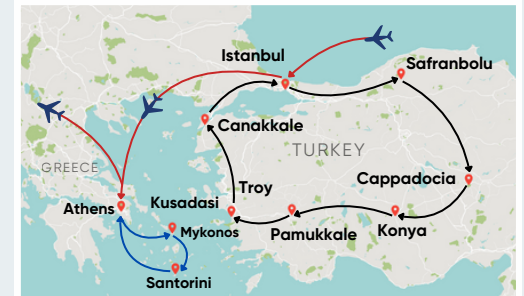 Istanbul
Safranbolu
Canakkale
TURKEY
GREECE
Cappadocia
Troy
Kusadasi
Athens
Mykonos
Pamukkale
Konya
Santorini